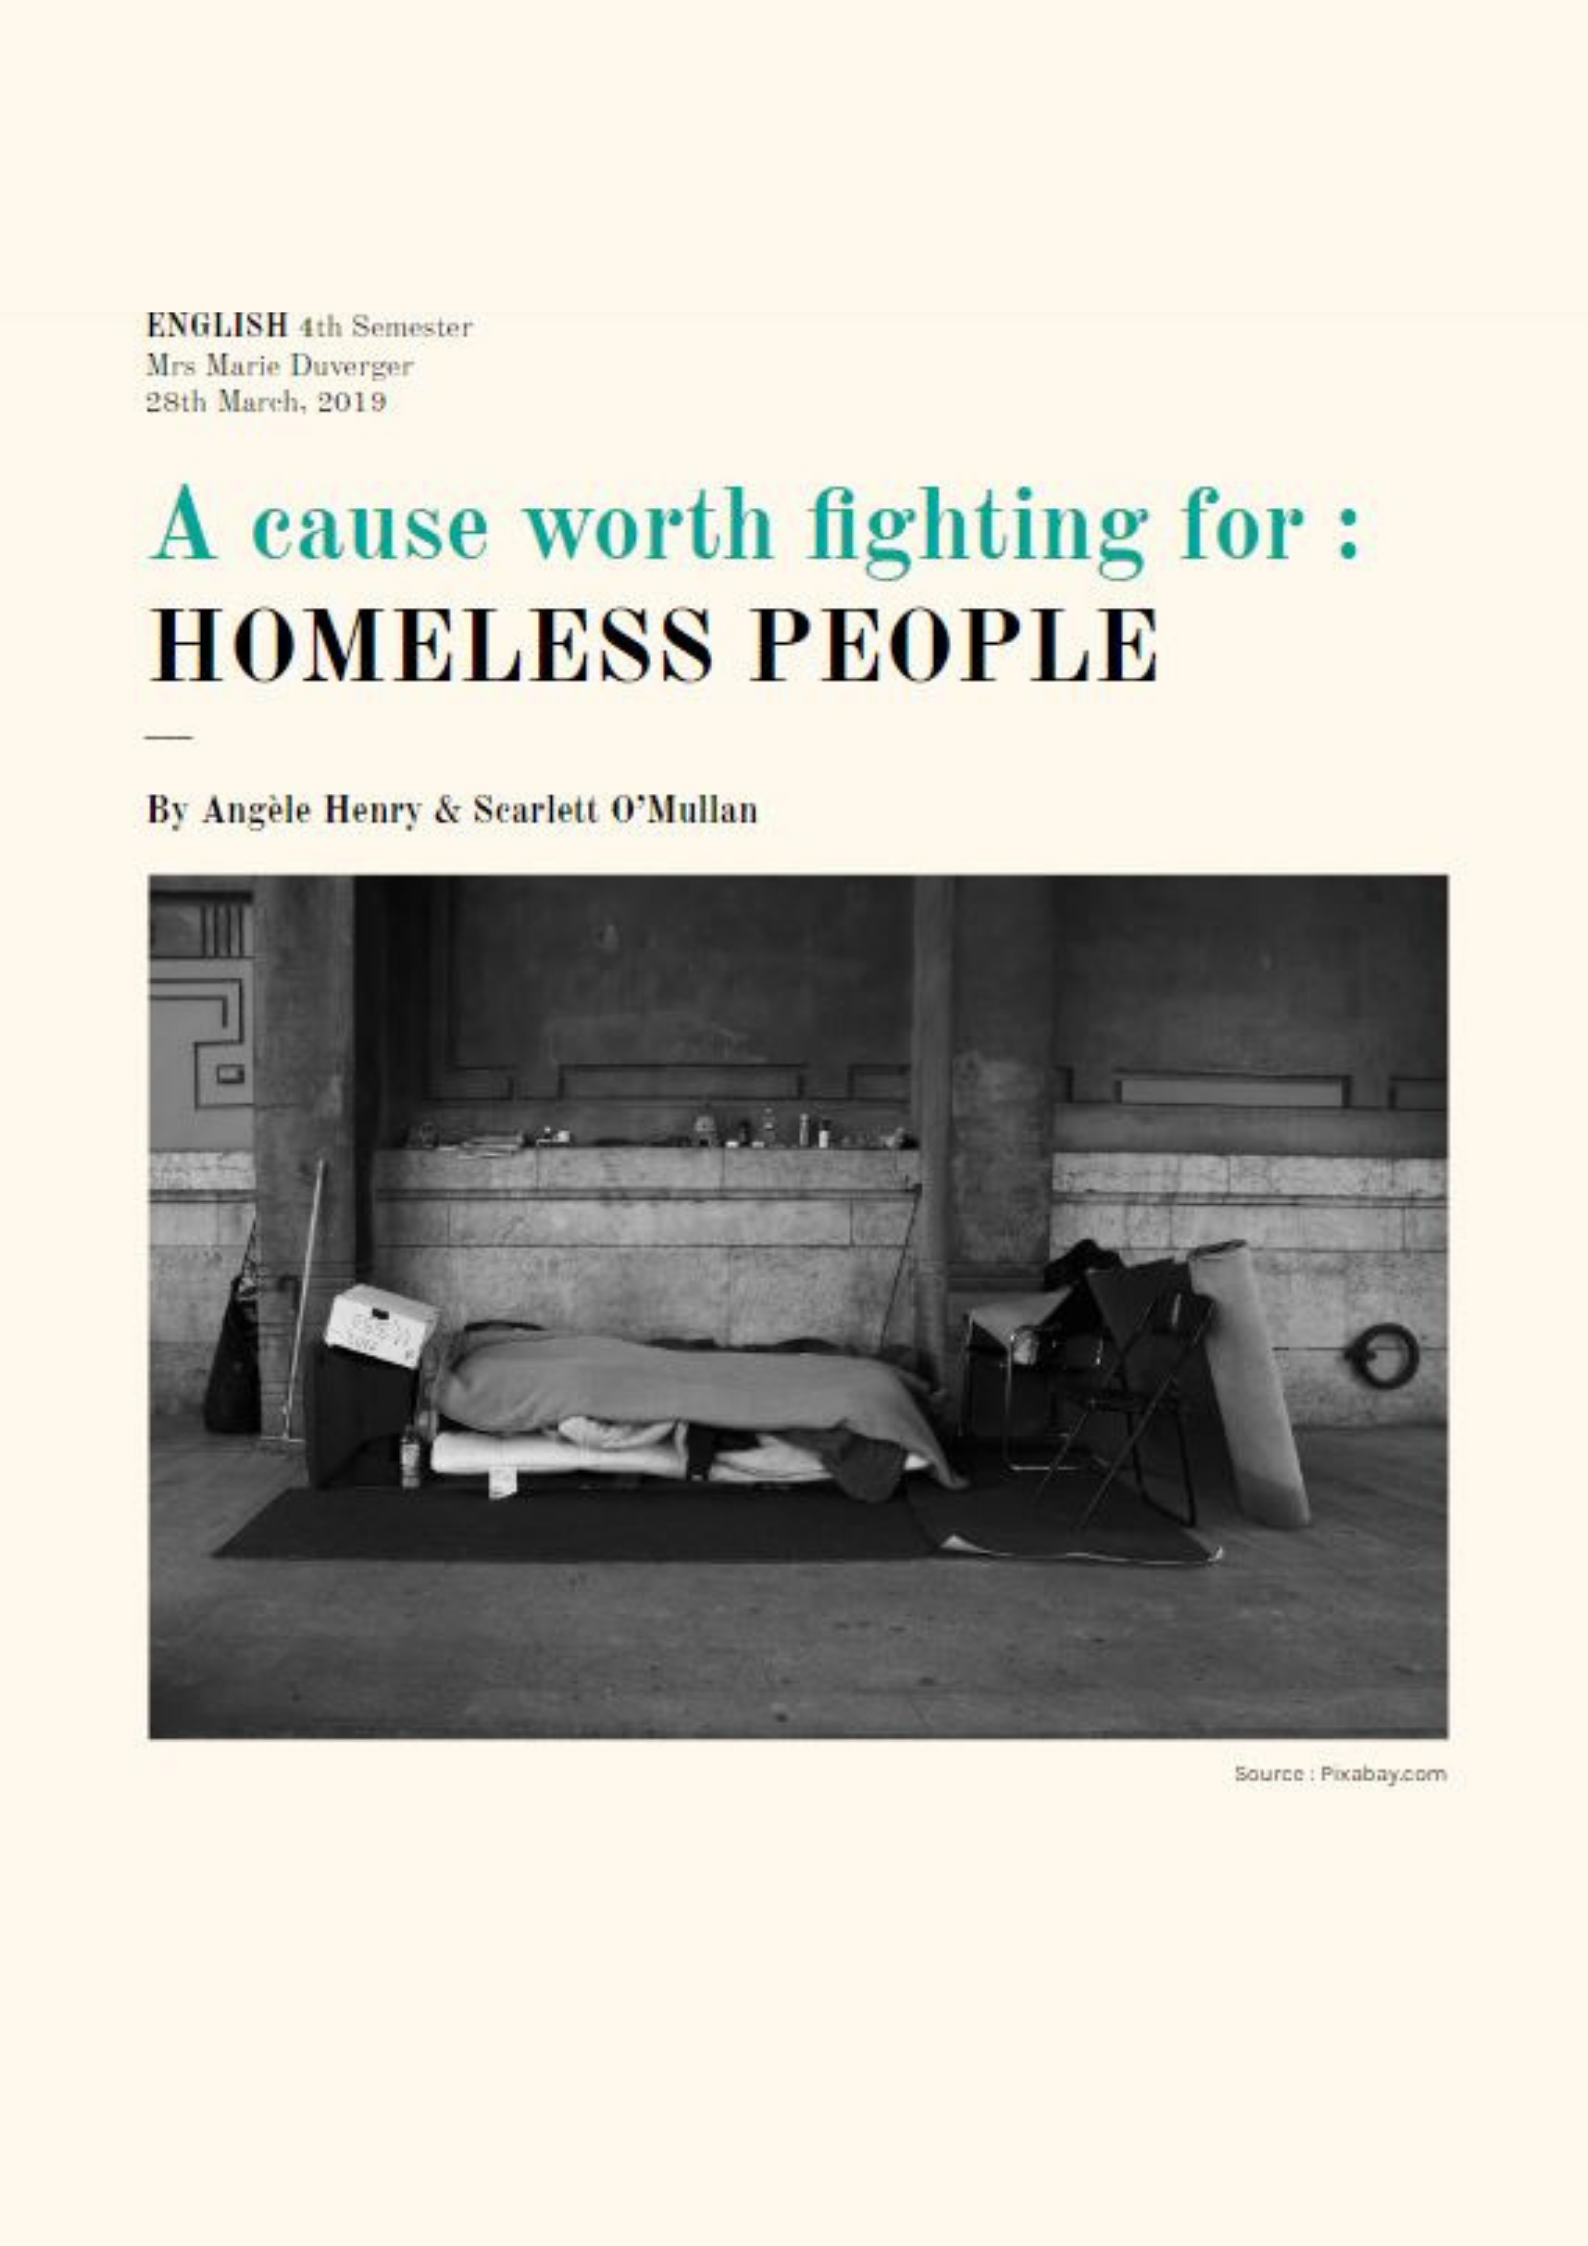 ENGLISH 4th Semester
Mrs Marie Duverger
28th March, 2019
A cause worth fighting for :
HOMELESS PEOPLE
By Angèle Henry & Scarlett O’Mullan
Source : Pixabay.com